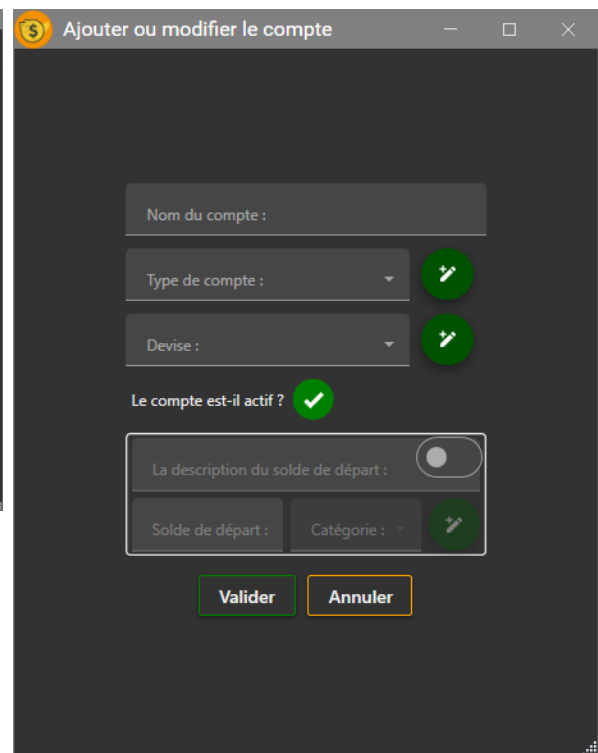 Ajouter ou modifier le compte
Nom du compte :
Type de compte :
Devise :
Le compte est-il actif ?
La description du solde de départ :
Solde de départ : Catégorie :
Valider Annuler